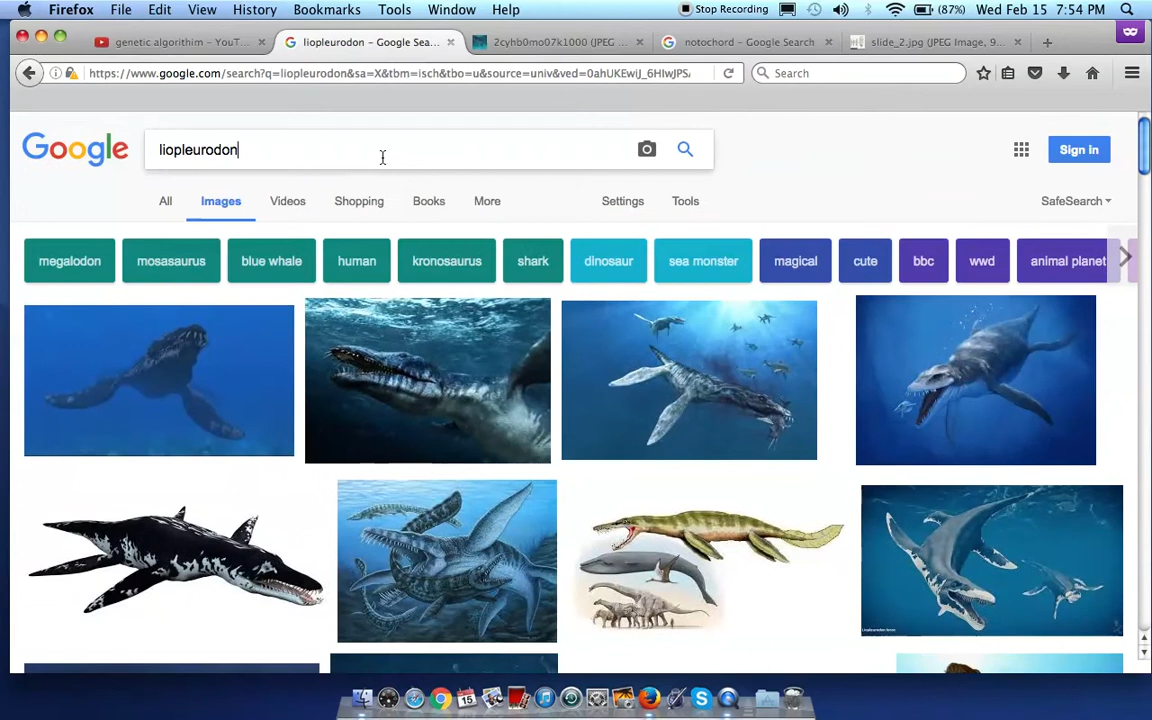 Firefox File Edit View History Bookmarks Tools Window Help Stop Recording (87%) Wed Feb 15 7:54 PM
genetic algorithim – YouT... liopleurodon – Google Sea... 2cyhb0mo07k1000 (JPEG ... notochord – Google Search slide_2.jpg (JPEG Image, 9...
https://www.google.com/search?q=liopleurodon&sa=X&tbm=isch&tbo=u&source=univ&ved=0ahUKEwiJ_6HIwJPS Search
Google liopleurodon Sign in
All Images Videos Shopping Books More Settings Tools SafeSearch
megalodon mosasaurus blue whale human kronosaurus shark dinosaur sea monster magical cute bbc wwd animal planet